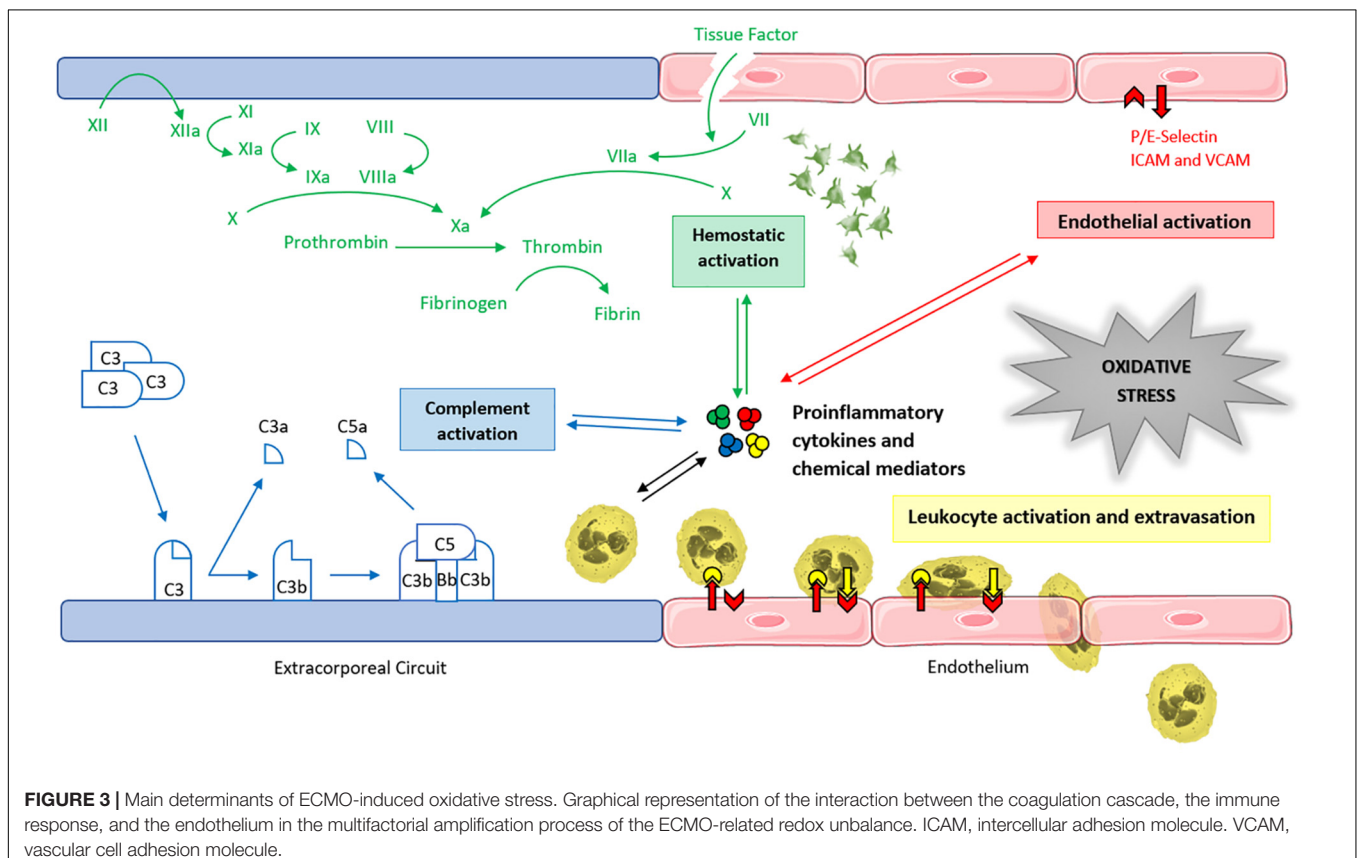 Tissue Factor
XII
XIIa
XI
XIa
IX
VIII
IXa
VIIIa
VII
VIIa
X
X
Xa
Prothrombin
Thrombin
Fibrinogen
Fibrin
Hemostatic
activation
P/E-Selectin
ICAM and VCAM
Endothelial activation
OXIDATIVE
STRESS
C3
C3
C3
C3a
C5a
Complement
activation
Proinflammatory
cytokines and
chemical mediators
Leukocyte activation and extravasation
C3
C3b
C5
C3b
Bb
C3b
Extracorporeal Circuit
Endothelium
FIGURE 3 | Main determinants of ECMO-induced oxidative stress. Graphical representation of the interaction between the coagulation cascade, the immune
response, and the endothelium in the multifactorial amplification process of the ECMO-related redox unbalance. ICAM, intercellular adhesion molecule. VCAM,
vascular cell adhesion molecule.